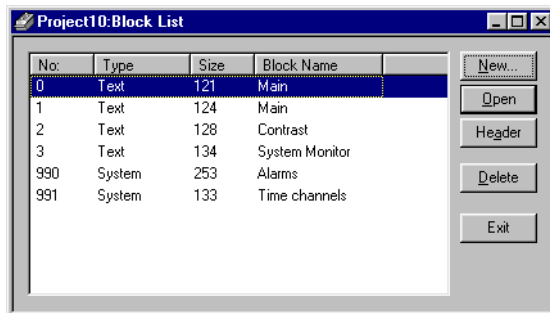 Project10:Block List
No: Type Size Block Name
0 Text 121 Main
1 Text 124 Main
2 Text 128 Contrast
3 Text 134 System Monitor
990 System 253 Alarms
991 System 133 Time channels
New...
Open
Header
Delete
Exit